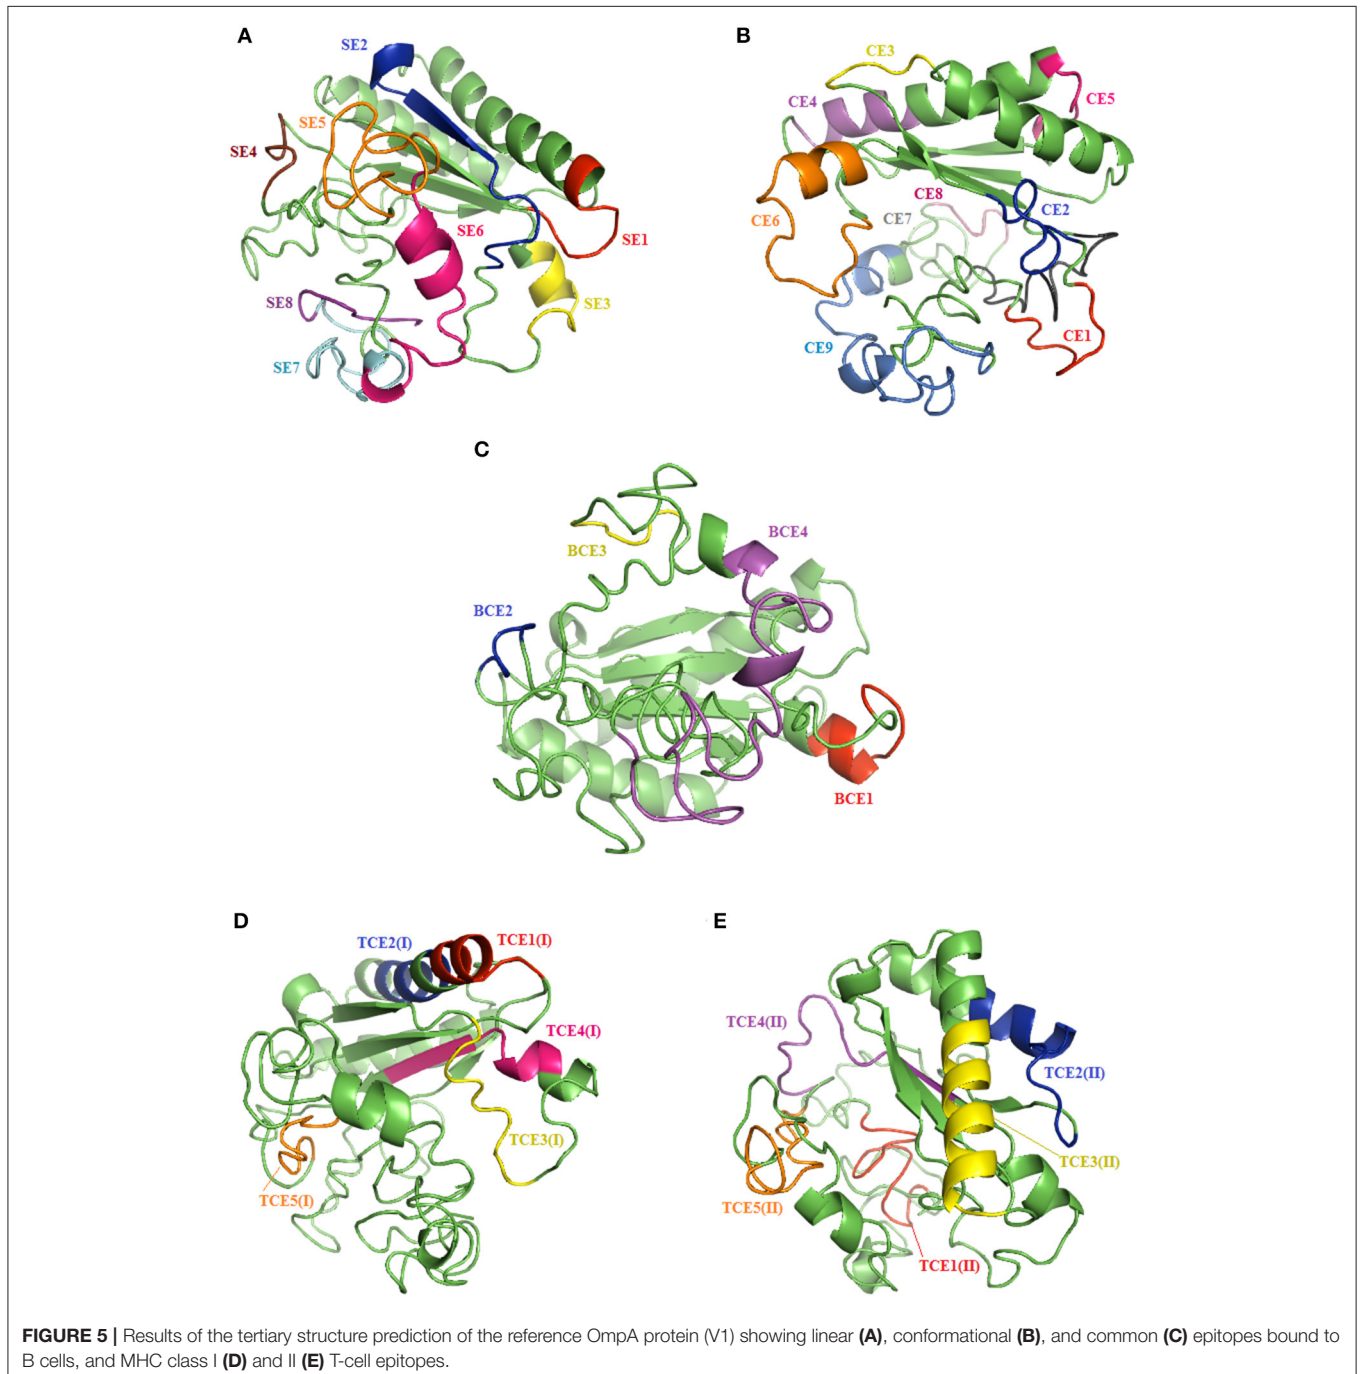 A
B
SE2
SE5
SE4
SE6
SE1
SE8
SE3
SE7
CE3
CE4
CE5
CE8
CE2
CE6
CE7
CE1
CE9
C
BCE4
BCE3
BCE2
BCE1
D
E
TCE2(I)
TCE1(I)
TCE4(I)
TCE3(I)
TCE5(I)
TCE4(II)
TCE2(II)
TCE3(II)
TCE5(II)
TCE1(II)
FIGURE 5 | Results of the tertiary structure prediction of the reference OmpA protein (V1) showing linear (A), conformational (B), and common (C) epitopes bound to
B cells, and MHC class I (D) and II (E) T-cell epitopes.